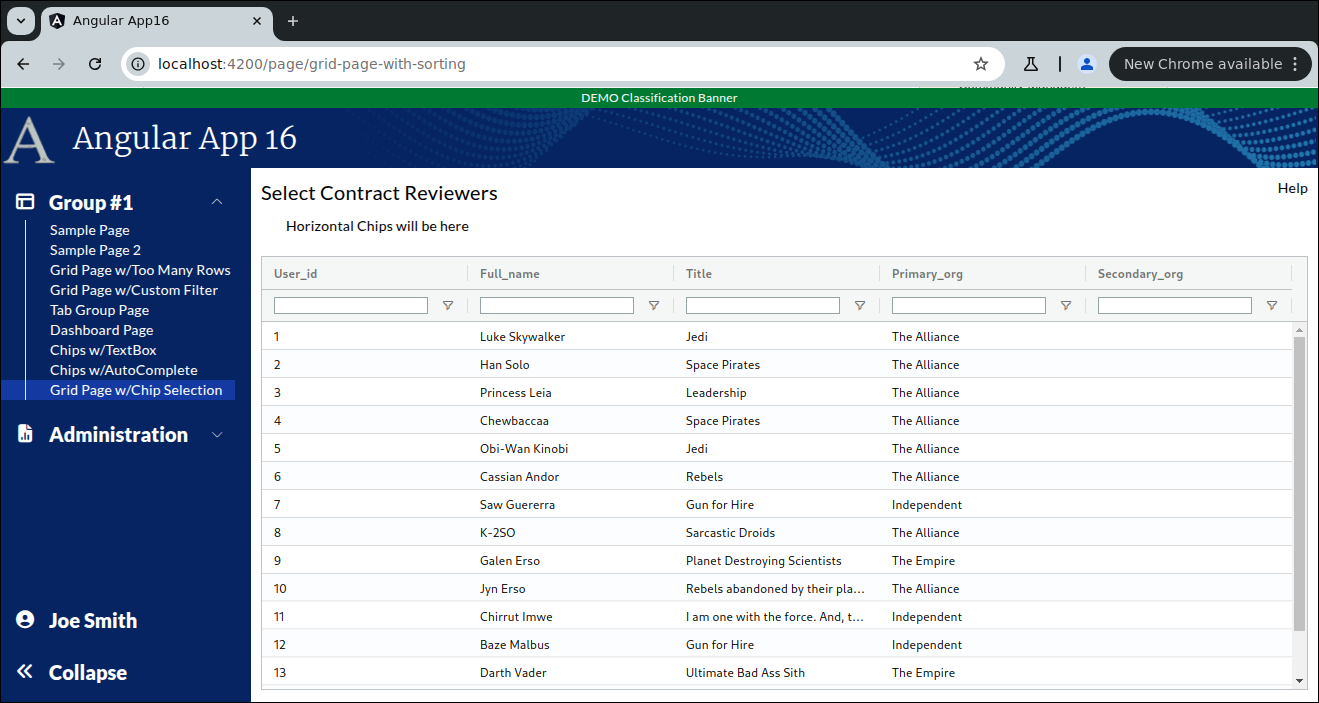 Angular App16
localhost:4200/page/grid-page-with-sorting
New Chrome available
DEMO Classification Banner
A Angular App 16
Group #1
Sample Page
Sample Page 2
Grid Page w/Too Many Rows
Grid Page w/Custom Filter
Tab Group Page
Dashboard Page
Chips w/TextBox
Chips w/AutoComplete
Grid Page w/Chip Selection
Administration
Joe Smith
Collapse
Select Contract Reviewers
Help
Horizontal Chips will be here
User_id Full_name Title Primary_org Secondary_org
1 Luke Skywalker Jedi The Alliance
2 Han Solo Space Pirates The Alliance
3 Princess Leia Leadership The Alliance
4 Chewbaccaa Space Pirates The Alliance
5 Obi-Wan Kinobi Jedi The Alliance
6 Cassian Andor Rebels The Alliance
7 Saw Guererra Gun for Hire Independent
8 K-2SO Sarcastic Droids The Alliance
9 Galen Erso Planet Destroying Scientists The Empire
10 Jyn Erso Rebels abandoned by their pla... The Alliance
11 Chirrut Imwe I am one with the force. And, t... Independent
12 Baze Malbus Gun for Hire Independent
13 Darth Vader Ultimate Bad Ass Sith The Empire